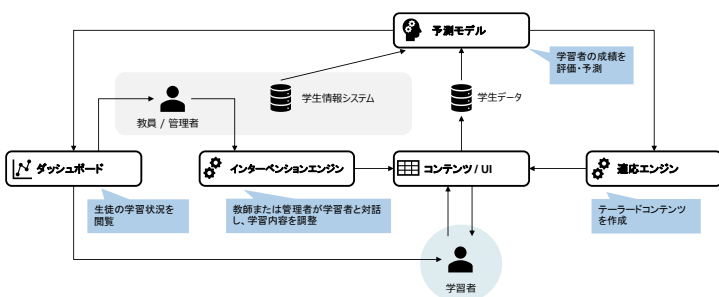 予測モデル
学習者の成績を
評価・予測
学生情報システム
学生データ
教員 / 管理者
ダッシュボード
インターベンションエンジン
コンテンツ / UI
適応エンジン
生徒の学習状況を
閲覧
教師または管理者が学習者と対話
し、学習内容を調整
テーラードコンテンツ
を作成
学習者